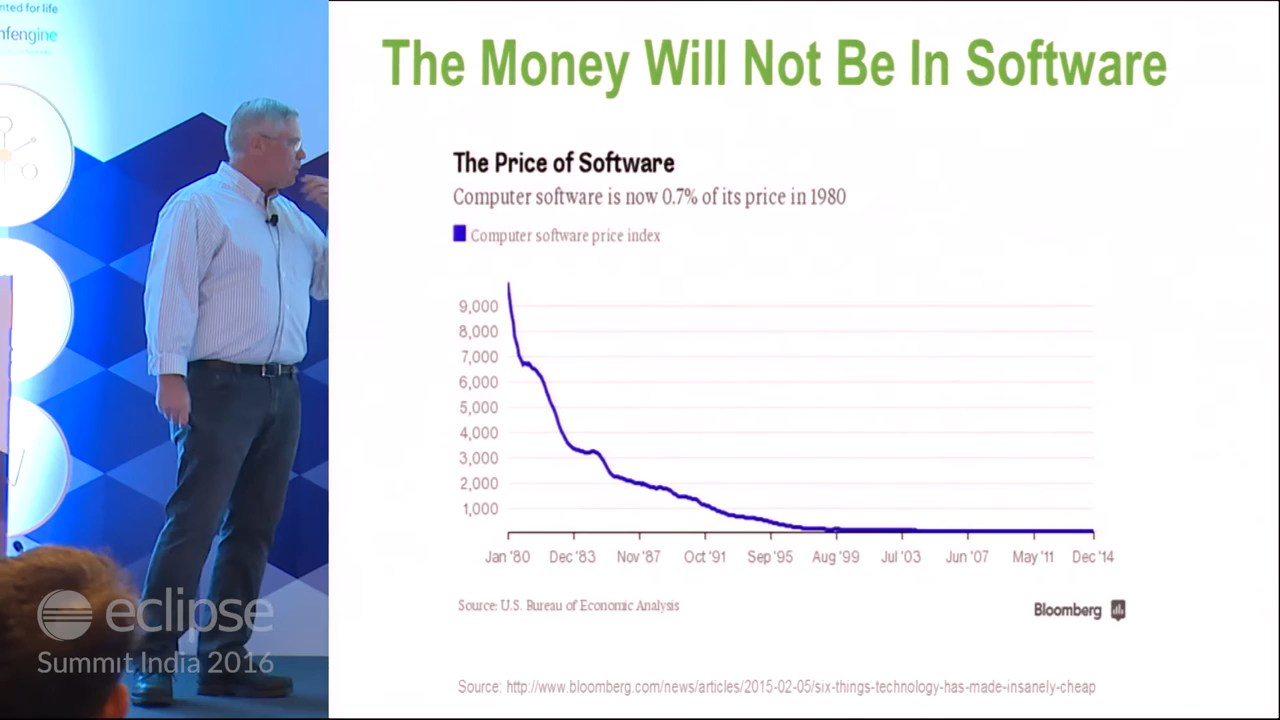 nted for life
nfengine
The Money Will Not Be In Software
The Price of Software
Computer software is now 0.7% of its price in 1980
Computer software price index
9,000
8,000
7,000
6,000
5,000
4,000
3,000
2,000
1,000
Jan '80 Dec '83 Nov '87 Oct '91 Sep '95 Aug '99 Jul '03 Jun '07 May '11 Dec '14
Source: U.S. Bureau of Economic Analysis
Bloomberg
Source: http://www.bloomberg.com/news/articles/2015-02-05/six-things-technology-has-made-insanely-cheap
eclipse
Summit India 2016